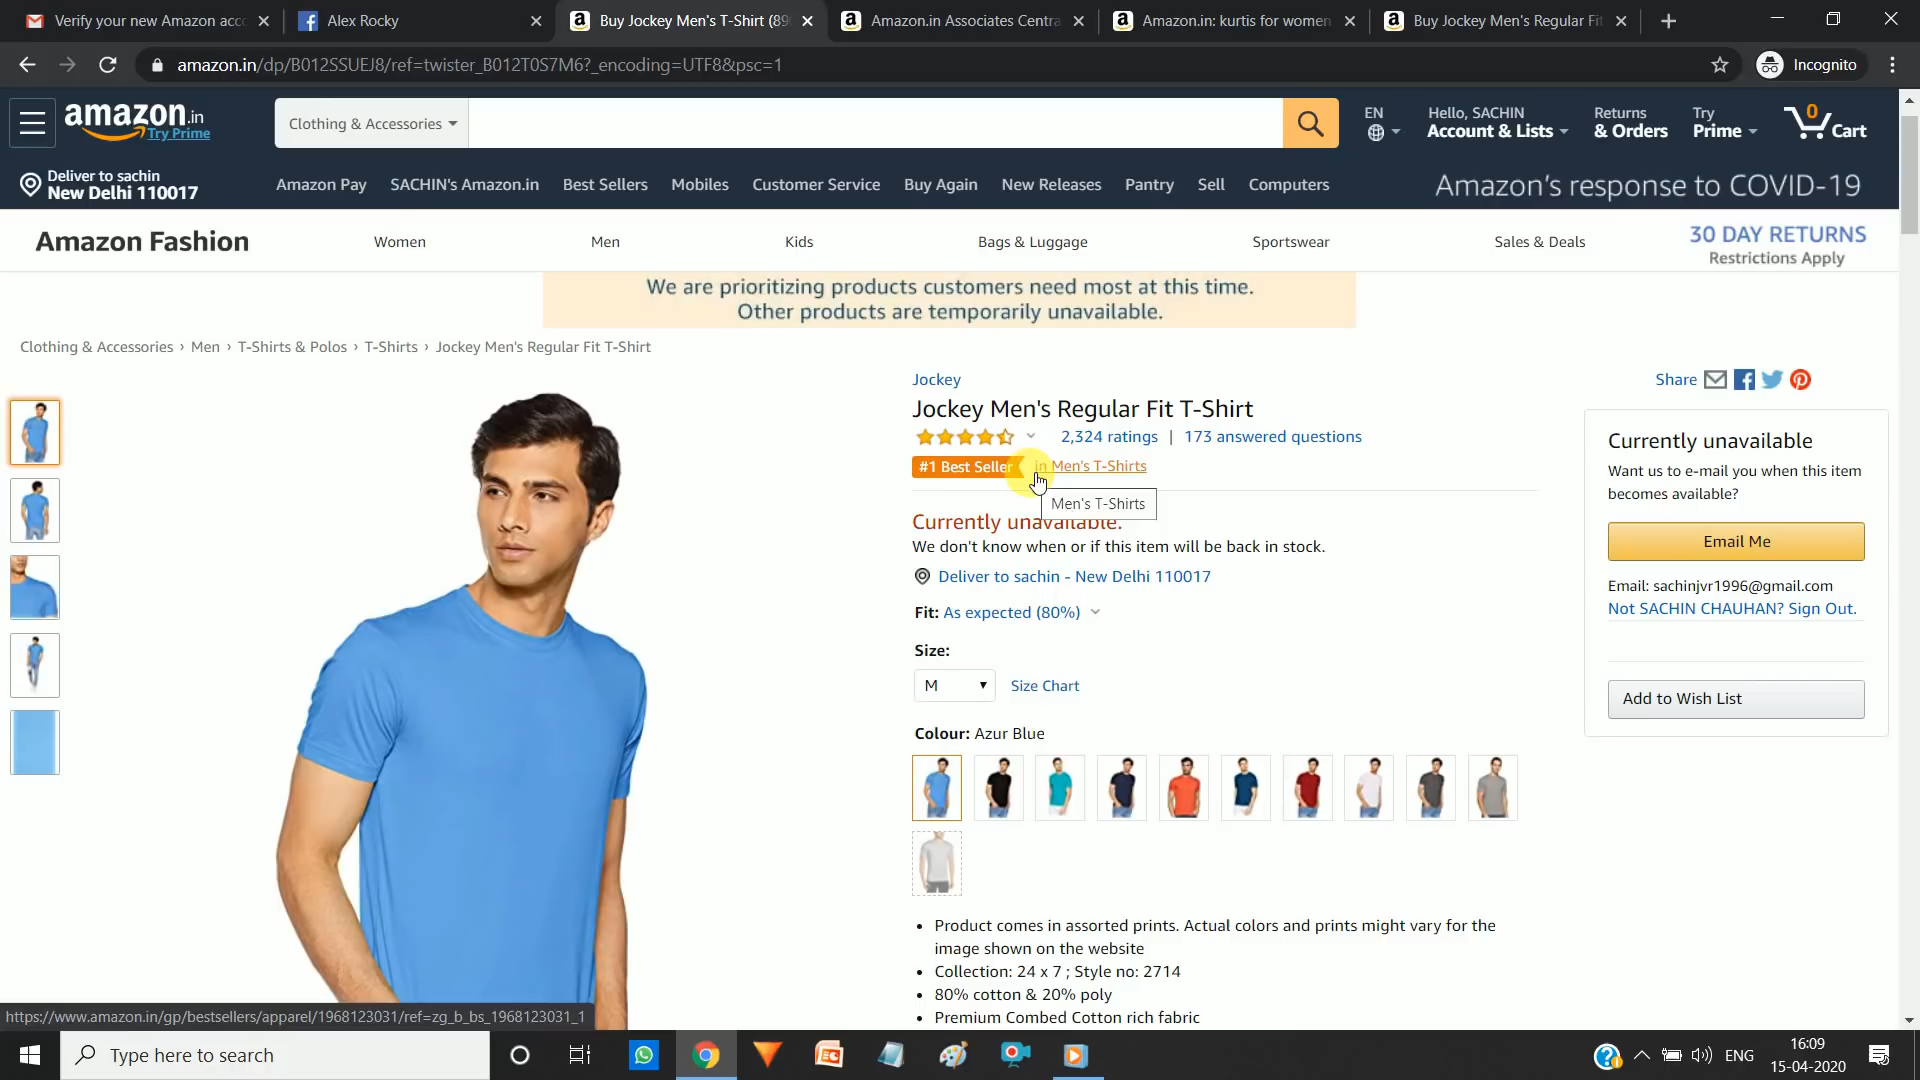 Verify your new Amazon acc
Alex Rocky
Buy Jockey Men's T-Shirt (89
Amazon.in Associates Centra
Amazon.in: kurtis for women
Buy Jockey Men's Regular Fit
amazon.in/dp/B012SSUEJ8/ref=twister_B012T0S7M6?_encoding=UTF8&psc=1
Incognito
amazon.in
Try Prime
Clothing & Accessories
EN
Hello, SACHIN
Account & Lists
Returns
& Orders
Try
Prime
0
Cart
Deliver to sachin
New Delhi 110017
Amazon Pay
SACHIN's Amazon.in
Best Sellers
Mobiles
Customer Service
Buy Again
New Releases
Pantry
Sell
Computers
Amazon's response to COVID-19
Amazon Fashion
Women
Men
Kids
Bags & Luggage
Sportswear
Sales & Deals
30 DAY RETURNS
Restrictions Apply
We are prioritizing products customers need most at this time.
Other products are temporarily unavailable.
Clothing & Accessories › Men › T-Shirts & Polos › T-Shirts › Jockey Men's Regular Fit T-Shirt
Jockey
Share
Jockey Men's Regular Fit T-Shirt
2,324 ratings | 173 answered questions
#1 Best Seller in Men's T-Shirts
Men's T-Shirts
Currently unavailable.
We don't know when or if this item will be back in stock.
Deliver to sachin - New Delhi 110017
Fit: As expected (80%)
Size:
M
Size Chart
Colour: Azur Blue
Currently unavailable
Want us to e-mail you when this item
becomes available?
Email Me
Email: sachinjvr1996@gmail.com
Not SACHIN CHAUHAN? Sign Out.
Add to Wish List
• Product comes in assorted prints. Actual colors and prints might vary for the
image shown on the website
• Collection: 24 x 7 ; Style no: 2714
• 80% cotton & 20% poly
• Premium Combed Cotton rich fabric
https://www.amazon.in/gp/bestsellers/apparel/1968123031/ref=zg_b_bs_1968123031_1
Type here to search
ENG
16:09
15-04-2020